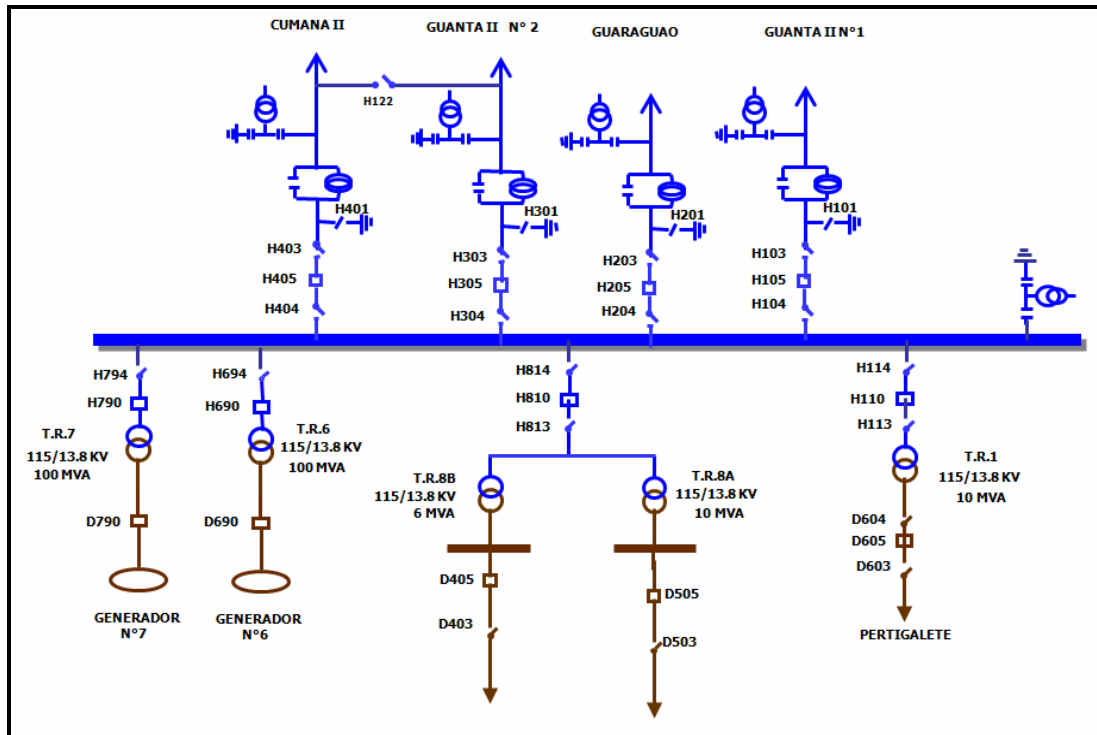 CUMANA II
GUANTA II N° 2
GUARAGUAO
GUANTA II N°1
H122
H401
H301
H201
H101
H403
H303
H203
H103
H405
H305
H205
H105
H404
H304
H204
H104
H794
H694
H814
H114
H790
H690
H810
H110
H813
H113
T.R.7
115/13.8 KV
100 MVA
T.R.6
115/13.8 KV
100 MVA
T.R.8B
115/13.8 KV
6 MVA
T.R.8A
115/13.8 KV
10 MVA
T.R.1
115/13.8 KV
10 MVA
D790
D690
D604
D605
D603
D405
D505
D403
D503
GENERADOR
N°7
GENERADOR
N°6
PERTIGALETE